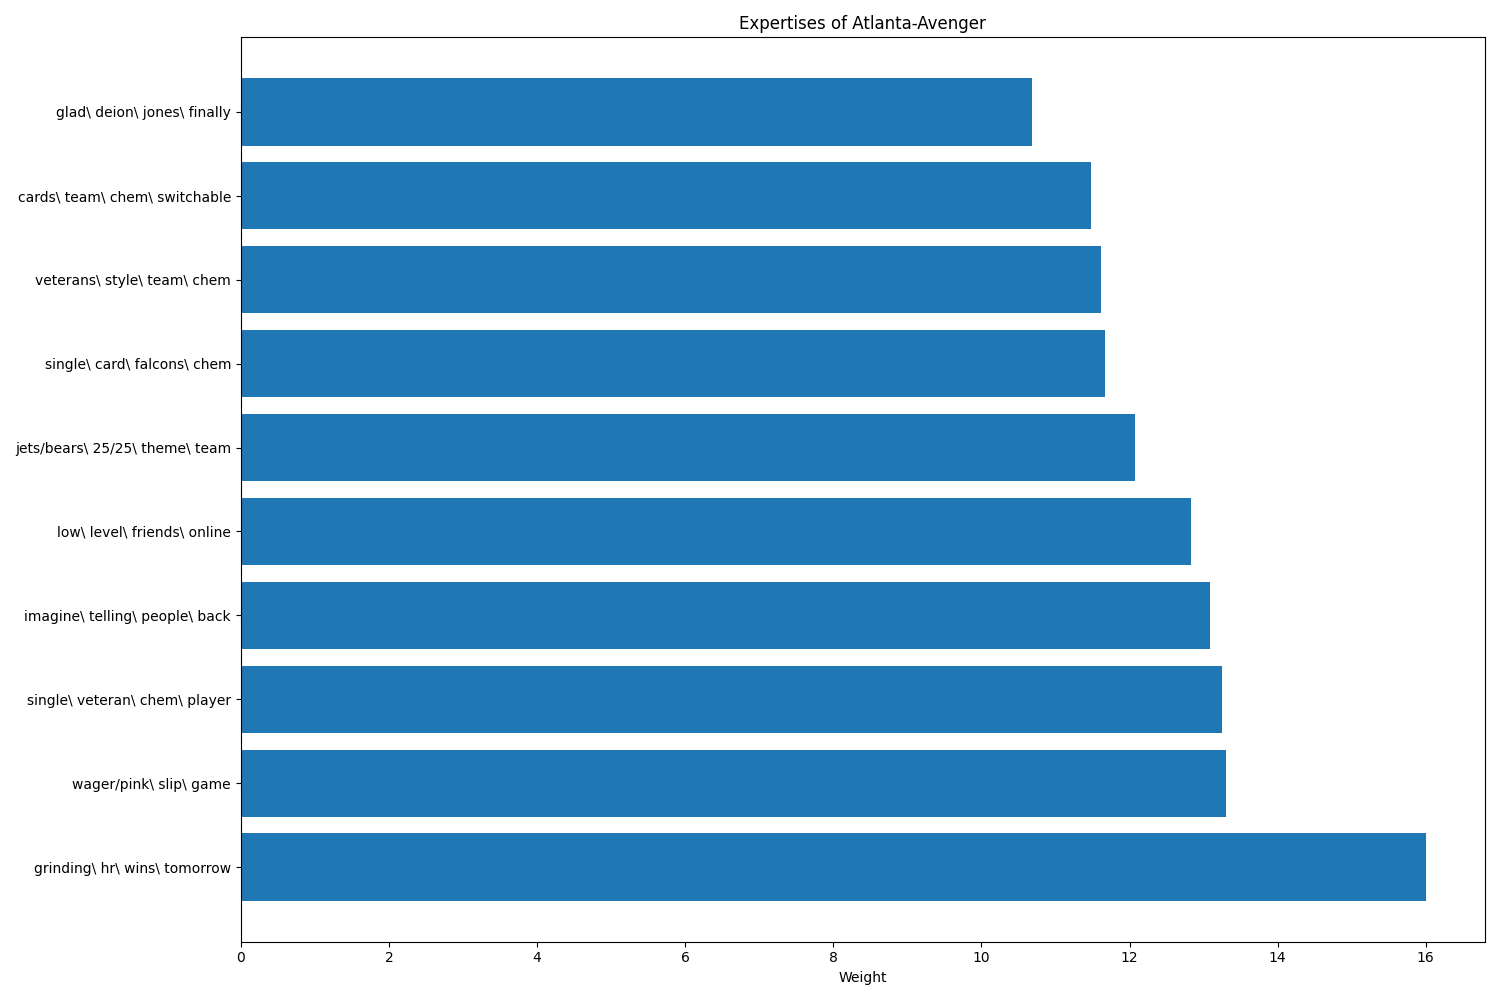 Expertises of Atlanta-Avenger
glad\ deion\ jones\ finally
cards\ team\ chem\ switchable
veterans\ style\ team\ chem
single\ card\ falcons\ chem
jets/bears\ 25/25\ theme\ team
low\ level\ friends\ online
imagine\ telling\ people\ back
single\ veteran\ chem\ player
wager/pink\ slip\ game
grinding\ hr\ wins\ tomorrow
0 2 4 6 8 10 12 14 16
Weight